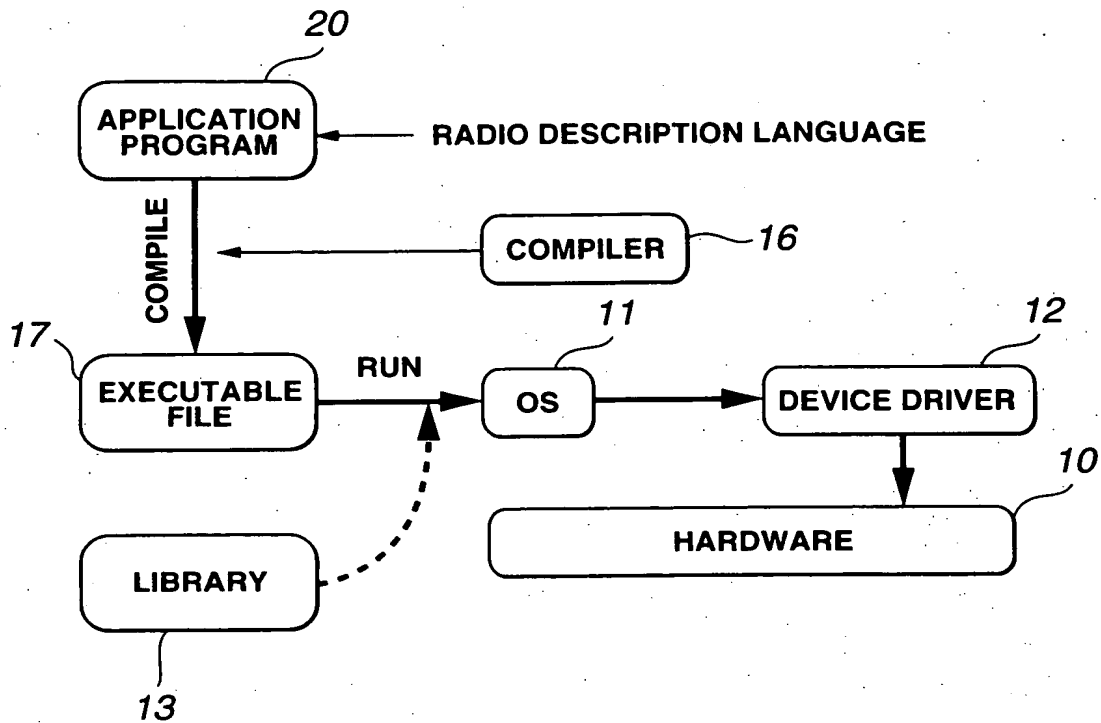 20
APPLICATION
PROGRAM
RADIO DESCRIPTION LANGUAGE
COMPILE
COMPILER
16
17
EXECUTABLE
FILE
RUN
11
OS
12
DEVICE DRIVER
10
HARDWARE
LIBRARY
13